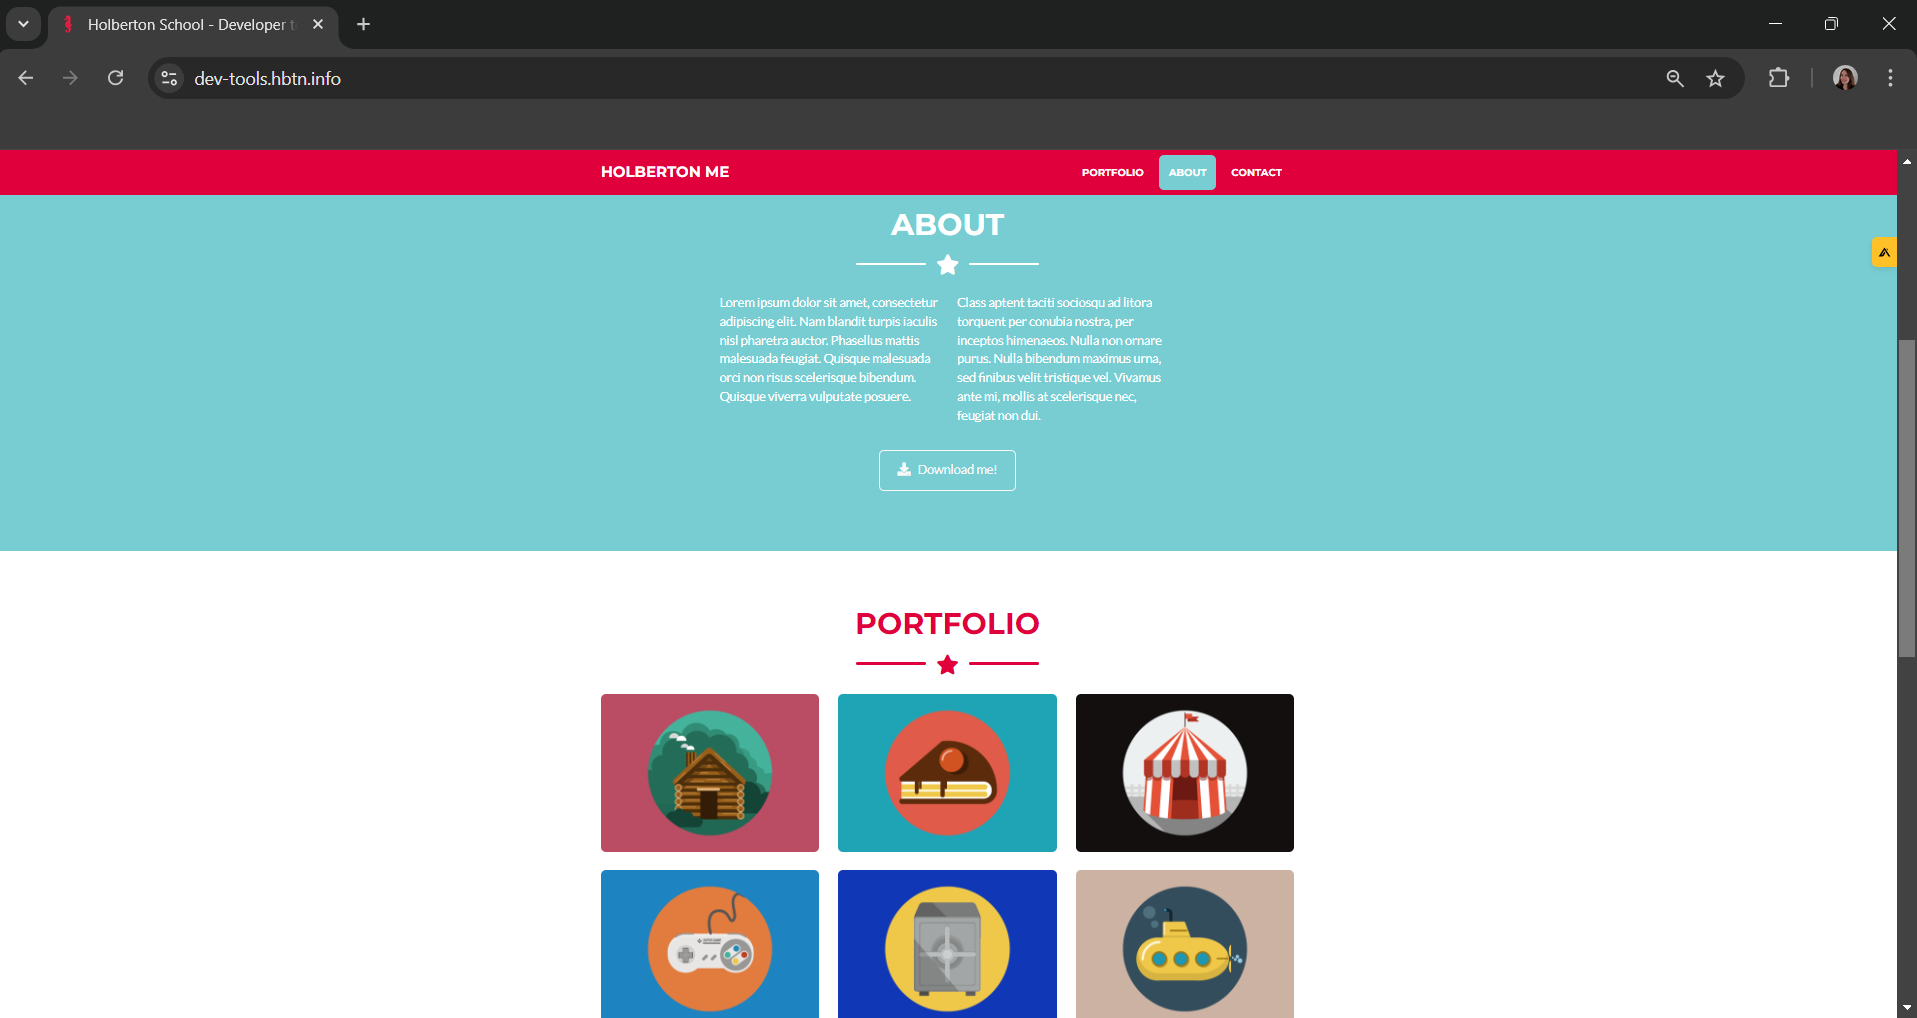 Holberton School - Developer t
dev-tools.hbtn.info
HOLBERTON ME
PORTFOLIO
ABOUT
CONTACT
ABOUT
Lorem ipsum dolor sit amet, consectetur
adipiscing elit. Nam blandit turpis iaculis
nisl pharetra auctor. Phasellus mattis
malesuada feugiat. Quisque malesuada
orci non risus scelerisque bibendum.
Quisque viverra vulputate posuere.
Class aptent taciti sociosqu ad litora
torquent per conubia nostra, per
inceptos himenaeos. Nulla non ornare
purus. Nulla bibendum maximus urna,
sed finibus velit tristique vel. Vivamus
ante mi, mollis at scelerisque nec,
feugiat non dui.
Download me!
PORTFOLIO